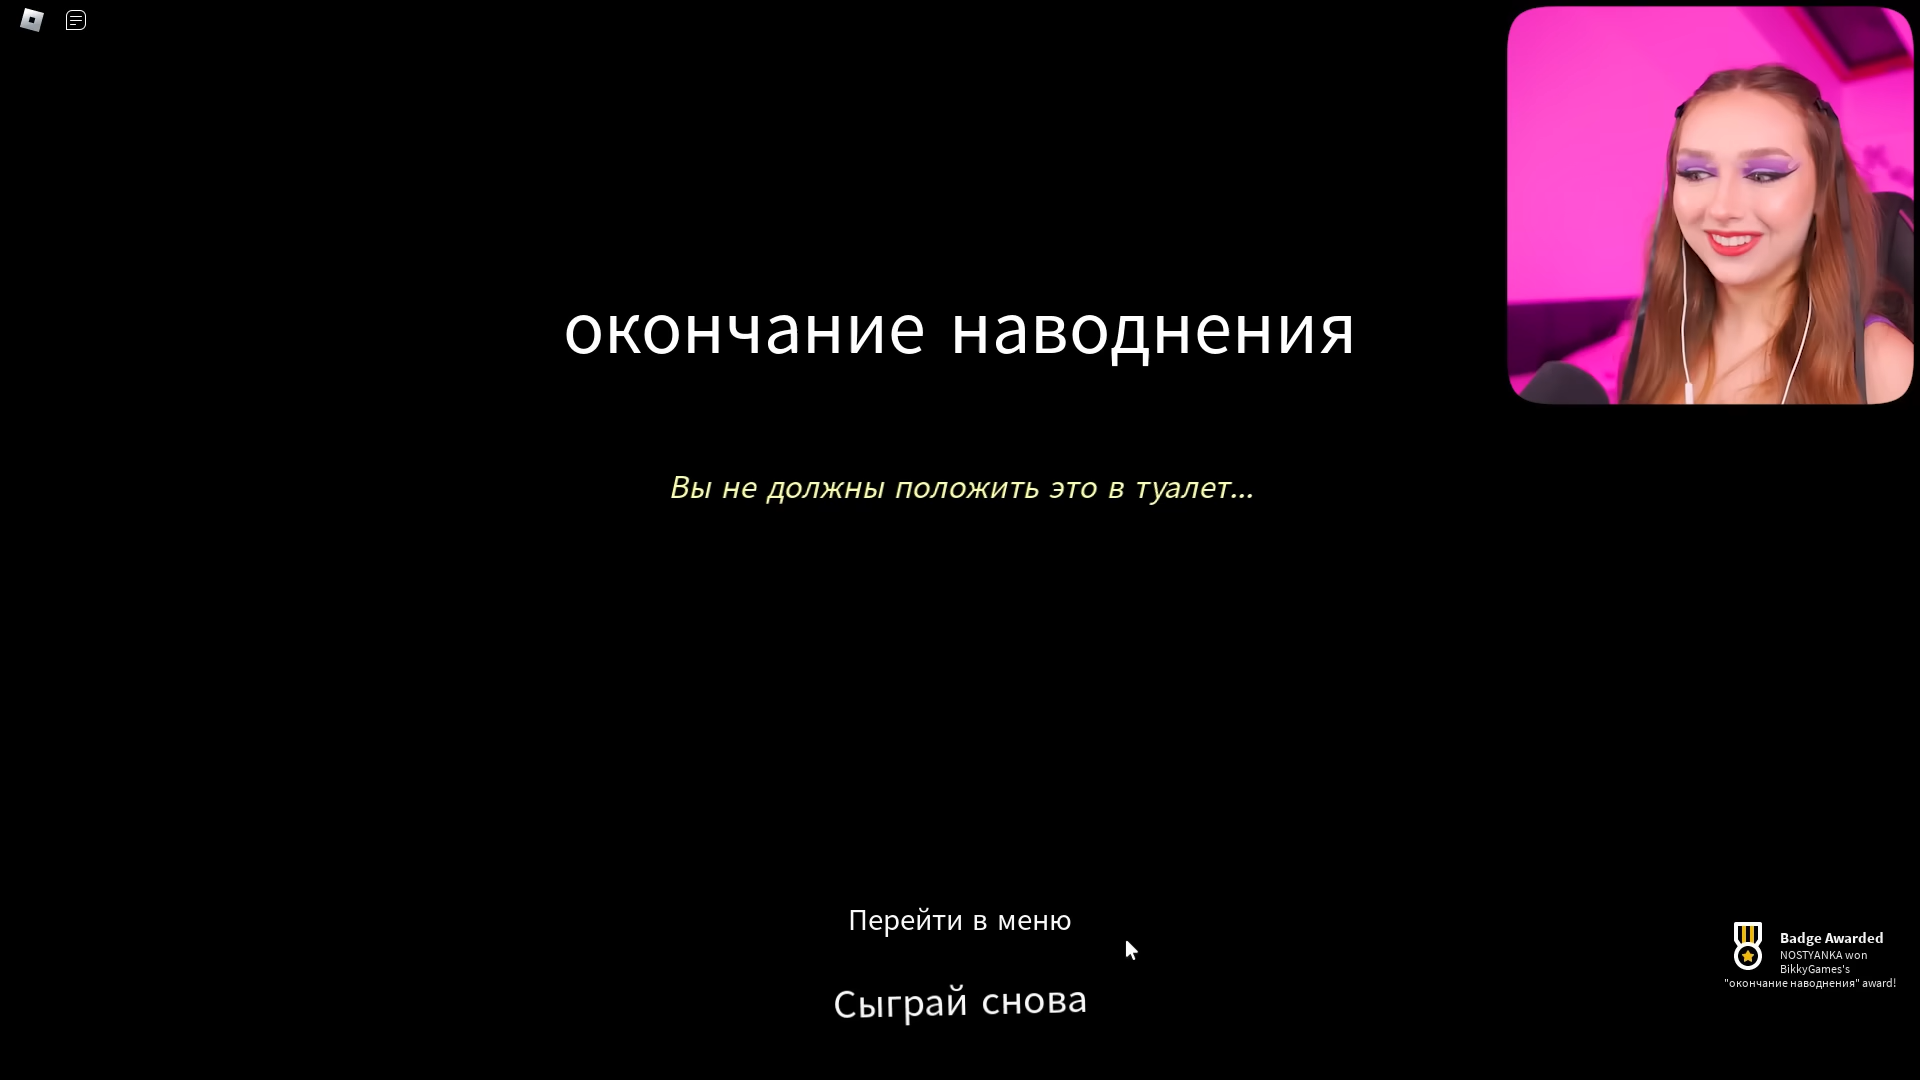 окончание наводнения
Вы не должны положить это в туалет...
Перейти в меню
Сыграй снова
Badge Awarded
NOSTYANKA won
BikkyGames's
"окончание наводнения" award!